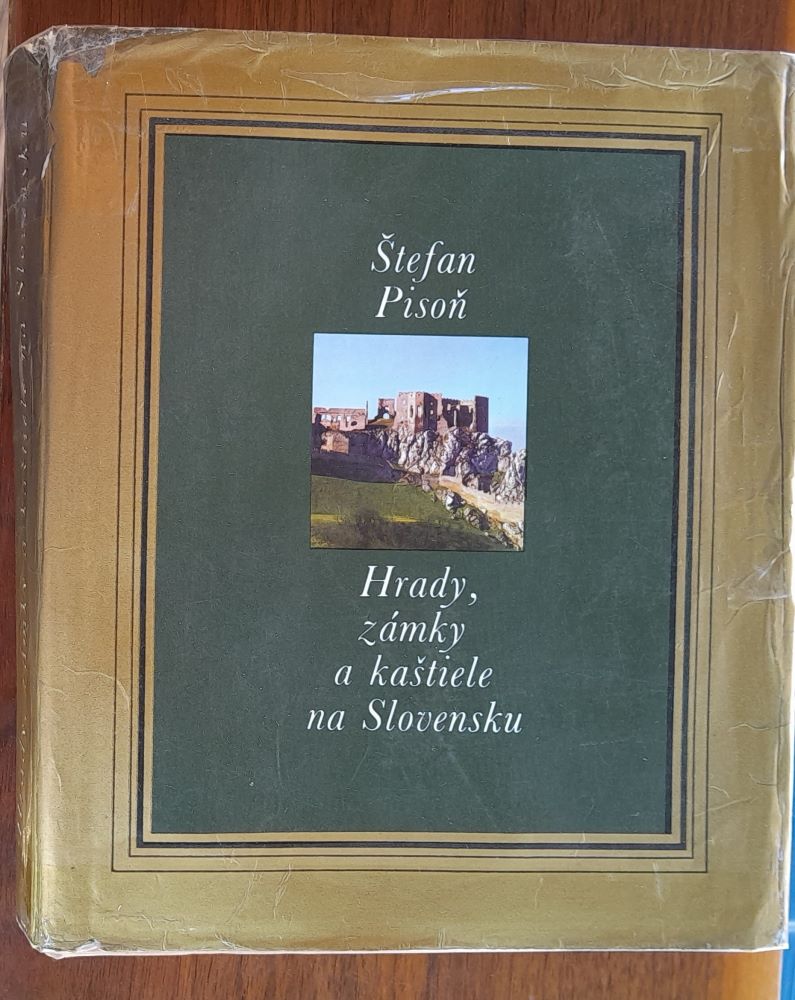 Štefan
Pisoň
Hrady,
zámky
a kaštiele
na Slovensku